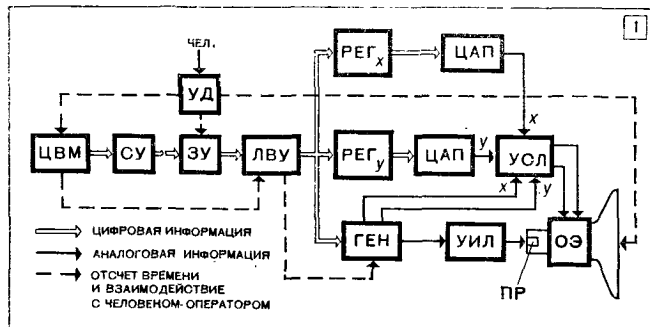 1
ЧЕЛ.
РЕГx
ЦАП
УД
x
ЦВМ
СУ
ЗУ
ЛВУ
РЕГy
ЦАП
y
УСЛ
x
y
ГЕН
УИЛ
ОЭ
ПР
ЦИФРОВАЯ ИНФОРМАЦИЯ
АНАЛОГОВАЯ ИНФОРМАЦИЯ
ОТСЧЕТ ВРЕМЕНИ
И ВЗАИМОДЕЙСТВИЕ
С ЧЕЛОВЕКОМ-ОПЕРАТОРОМ